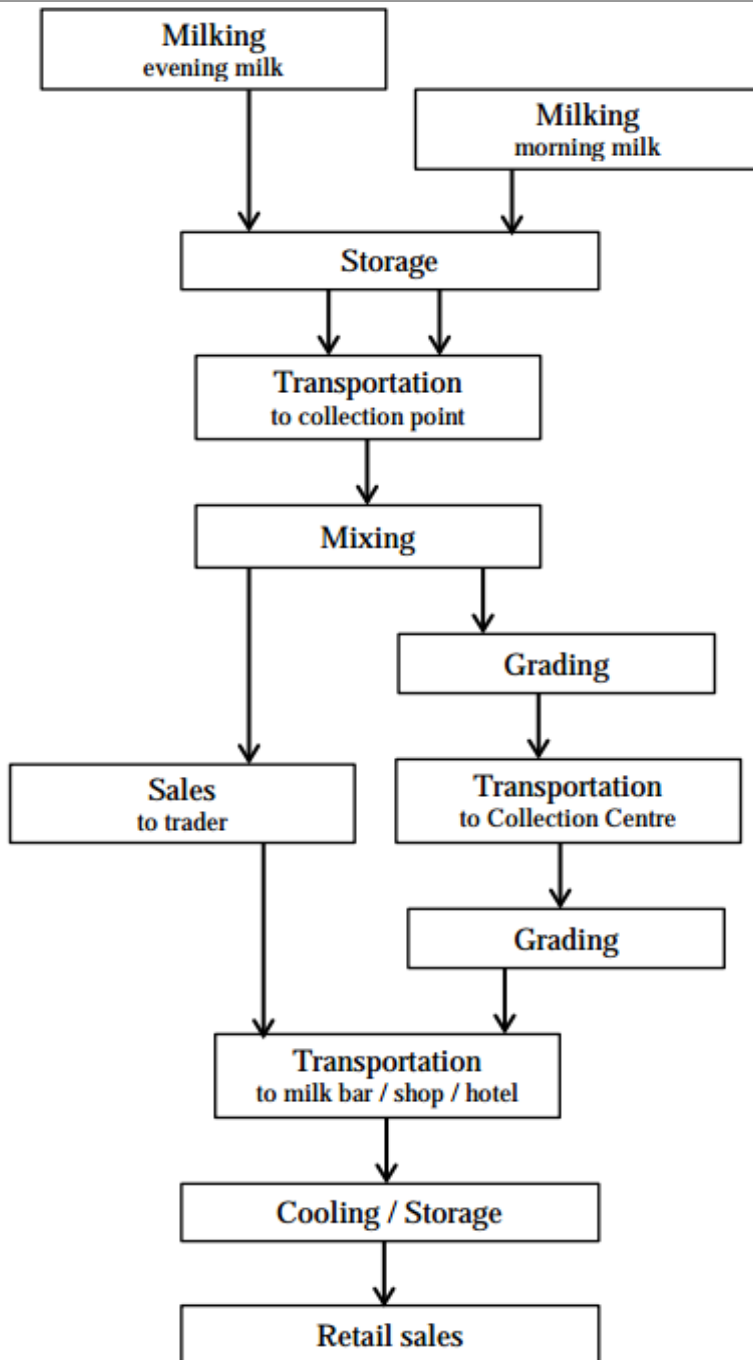 Milking
evening milk
Milking
morning milk
Storage
Transportation
to collection point
Mixing
Grading
Sales
to trader
Transportation
to Collection Centre
Grading
Transportation
to milk bar / shop / hotel
Cooling / Storage
Retail sales